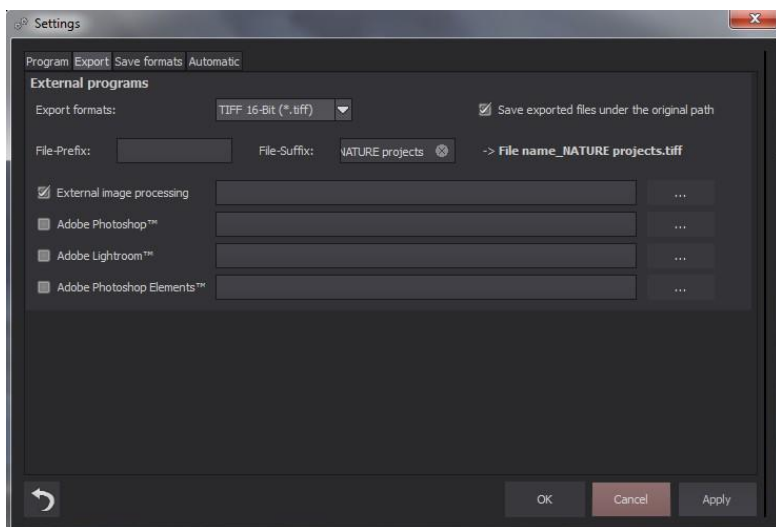 Settings
Program Export Save formats Automatic
External programs
Export formats: TIFF 16-Bit (*.tiff) Save exported files under the original path
File-Prefix: File-Suffix: NATURE projects -> File name_NATURE projects.tiff
External image processing ...
Adobe Photoshop™ ...
Adobe Lightroom™ ...
Adobe Photoshop Elements™ ...
OK Cancel Apply